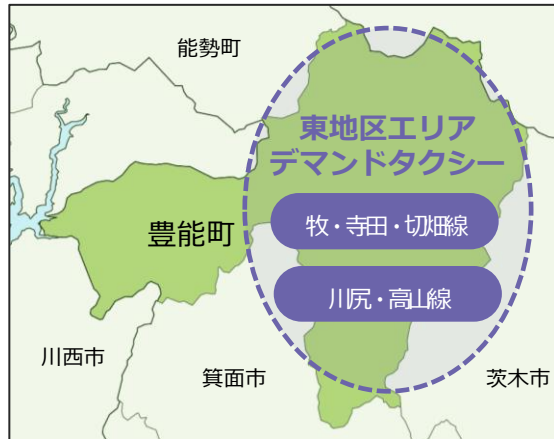 能勢町
東地区エリア
デマンドタクシー
牧・寺田・切畑線
豊能町
川尻・高山線
川西市
箕面市
茨木市